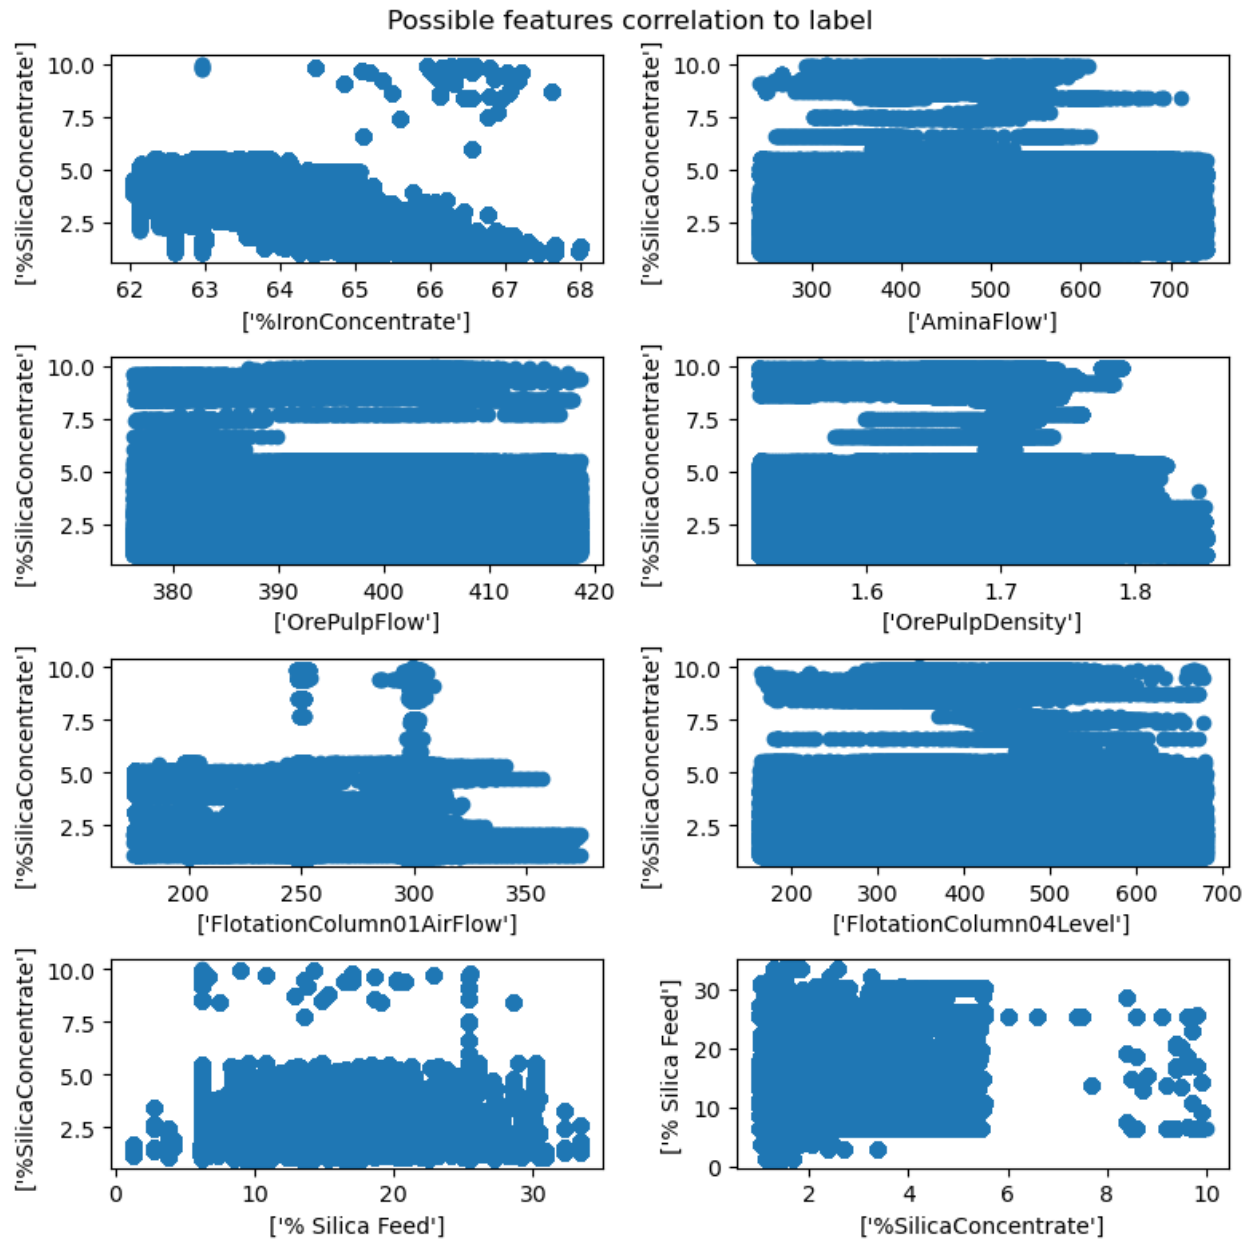 Possible features correlation to label
['%SilicaConcentrate']
10.0
7.5
5.0
2.5
62 63 64 65 66 67 68
['%IronConcentrate']
['%SilicaConcentrate']
10.0
7.5
5.0
2.5
300 400 500 600 700
['AminaFlow']
['%SilicaConcentrate']
10.0
7.5
5.0
2.5
380 390 400 410 420
['OrePulpFlow']
['%SilicaConcentrate']
10.0
7.5
5.0
2.5
1.6 1.7 1.8
['OrePulpDensity']
['%SilicaConcentrate']
10.0
7.5
5.0
2.5
200 250 300 350
['FlotationColumn01AirFlow']
['%SilicaConcentrate']
10.0
7.5
5.0
2.5
200 300 400 500 600 700
['FlotationColumn04Level']
['%SilicaConcentrate']
10.0
7.5
5.0
2.5
0 10 20 30
['% Silica Feed']
['% Silica Feed']
30
20
10
0
2 4 6 8 10
['%SilicaConcentrate']